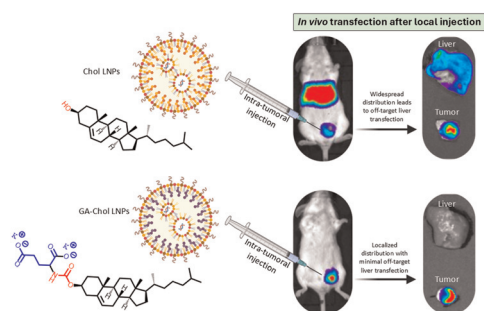 In vivo transfection after local injection
Liver
Chol LNPs
HO
H
H
H
Intra-tumoral
injection
Widespread
distribution leads
to off-target liver
transfection
Tumor
GA-Chol LNPs
Liver
Intra-tumoral
injection
Localized
distribution with
minimal off-target
liver transfection
Tumor
K⊕
O
O⊖
K⊕
O
O⊖
O
O
H
H
H